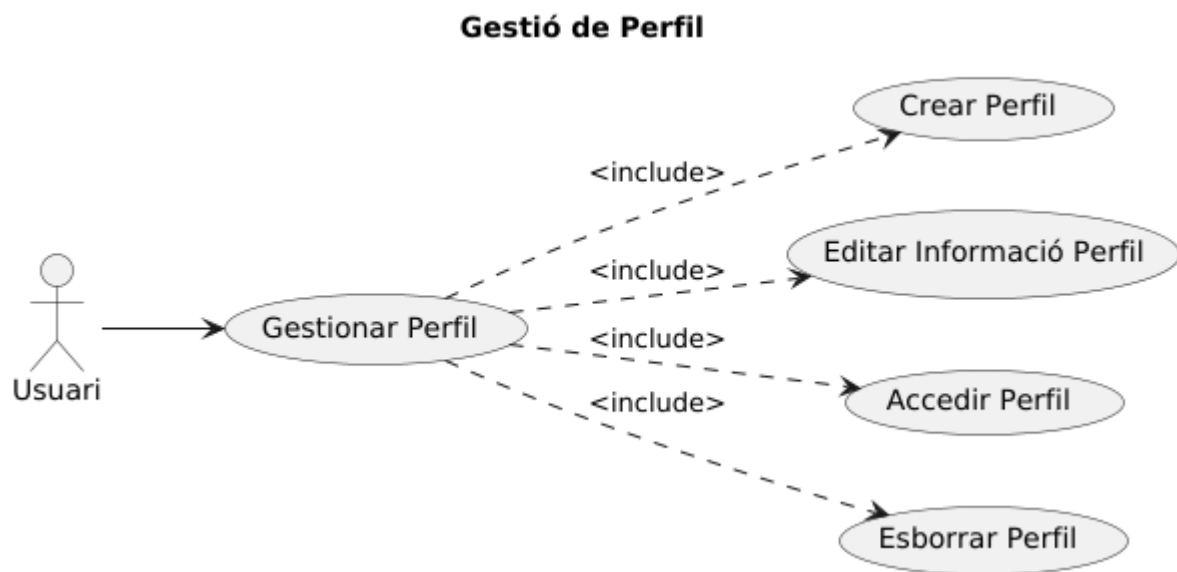 Gestió de Perfil
Crear Perfil
<include>
Editar Informació Perfil
<include>
Gestionar Perfil
<include>
Accedir Perfil
<include>
Usuari
Esborrar Perfil